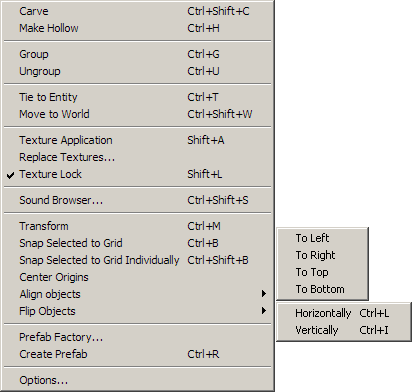 Carve Ctrl+Shift+C
Make Hollow Ctrl+H
Group Ctrl+G
Ungroup Ctrl+U
Tie to Entity Ctrl+T
Move to World Ctrl+Shift+W
Texture Application Shift+A
Replace Textures...
Texture Lock Shift+L
Sound Browser... Ctrl+Shift+S
Transform Ctrl+M
Snap Selected to Grid Ctrl+B
Snap Selected to Grid Individually Ctrl+Shift+B
Center Origins
Align objects
Flip Objects
To Left
To Right
To Top
To Bottom
Horizontally Ctrl+L
Vertically Ctrl+I
Prefab Factory...
Create Prefab Ctrl+R
Options...